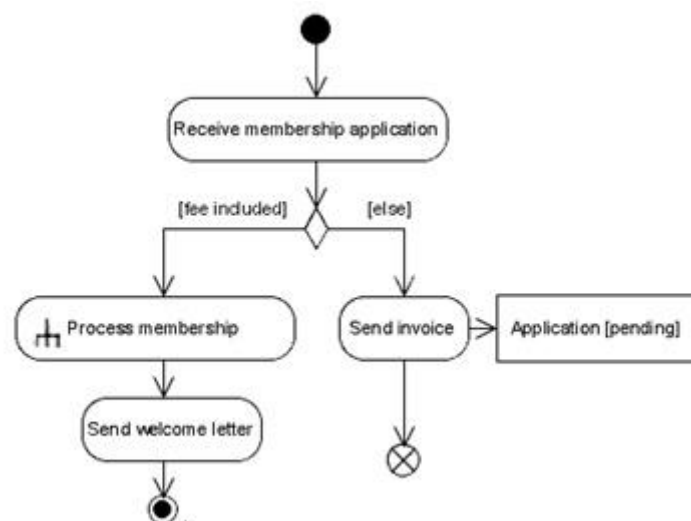 Receive membership application
[fee included]
[else]
Process membership
Send invoice
Application [pending]
Send welcome letter